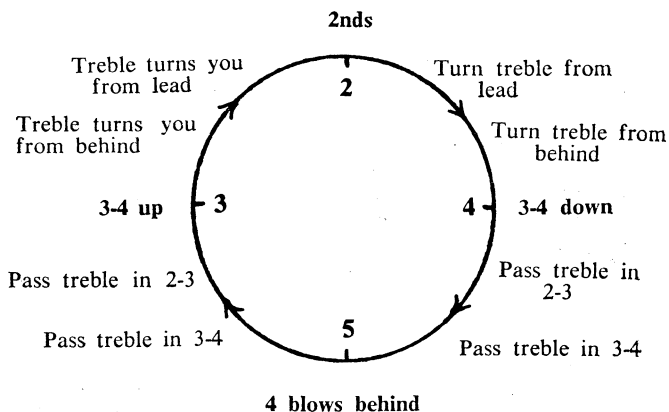 2nds
Treble turns you
from lead
Turn treble from
lead
2
Treble turns you
from behind
Turn treble from
behind
3-4 up
3
4
3-4 down
Pass treble in 2-3
Pass treble in
2-3
Pass treble in 3-4
5
Pass treble in 3-4
4 blows behind